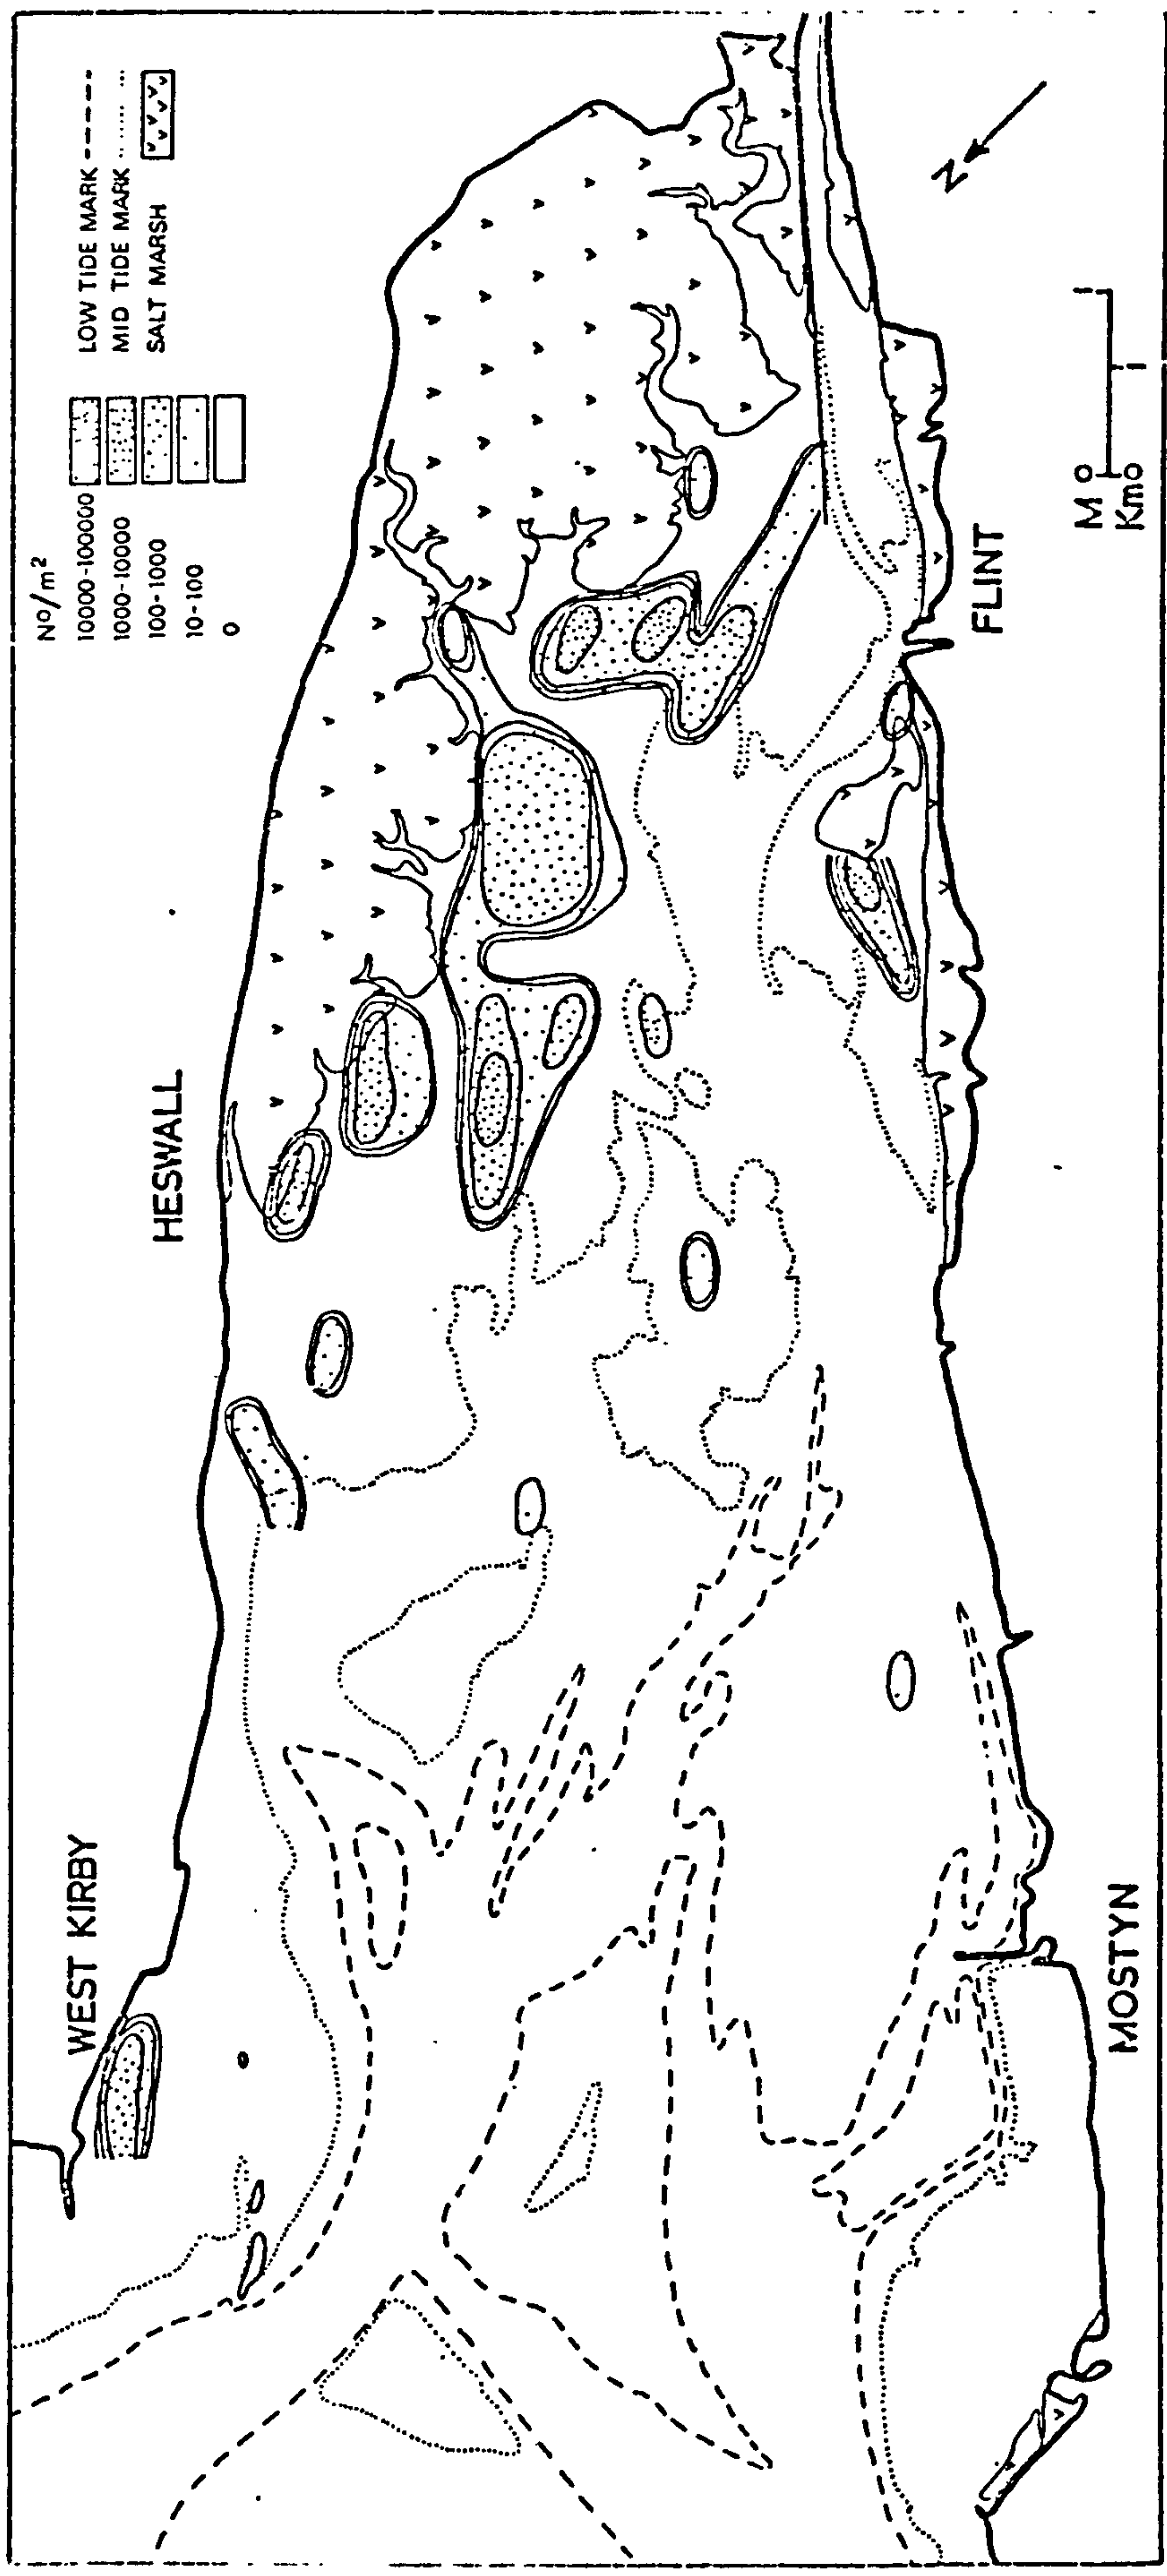 Nº/m²
10000-100000
1000-10000
100-1000
10-100
0
LOW TIDE MARK
MID TIDE MARK
SALT MARSH
HESWALL
WEST KIRBY
FLINT
MOSTYN
N
M 0 1
Km 0 1